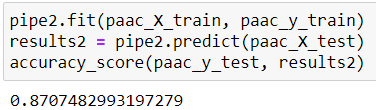 pipe2.fit(paac_X_train, paac_y_train)
results2 = pipe2.predict(paac_X_test)
accuracy_score(paac_y_test, results2)
0.8707482993197279